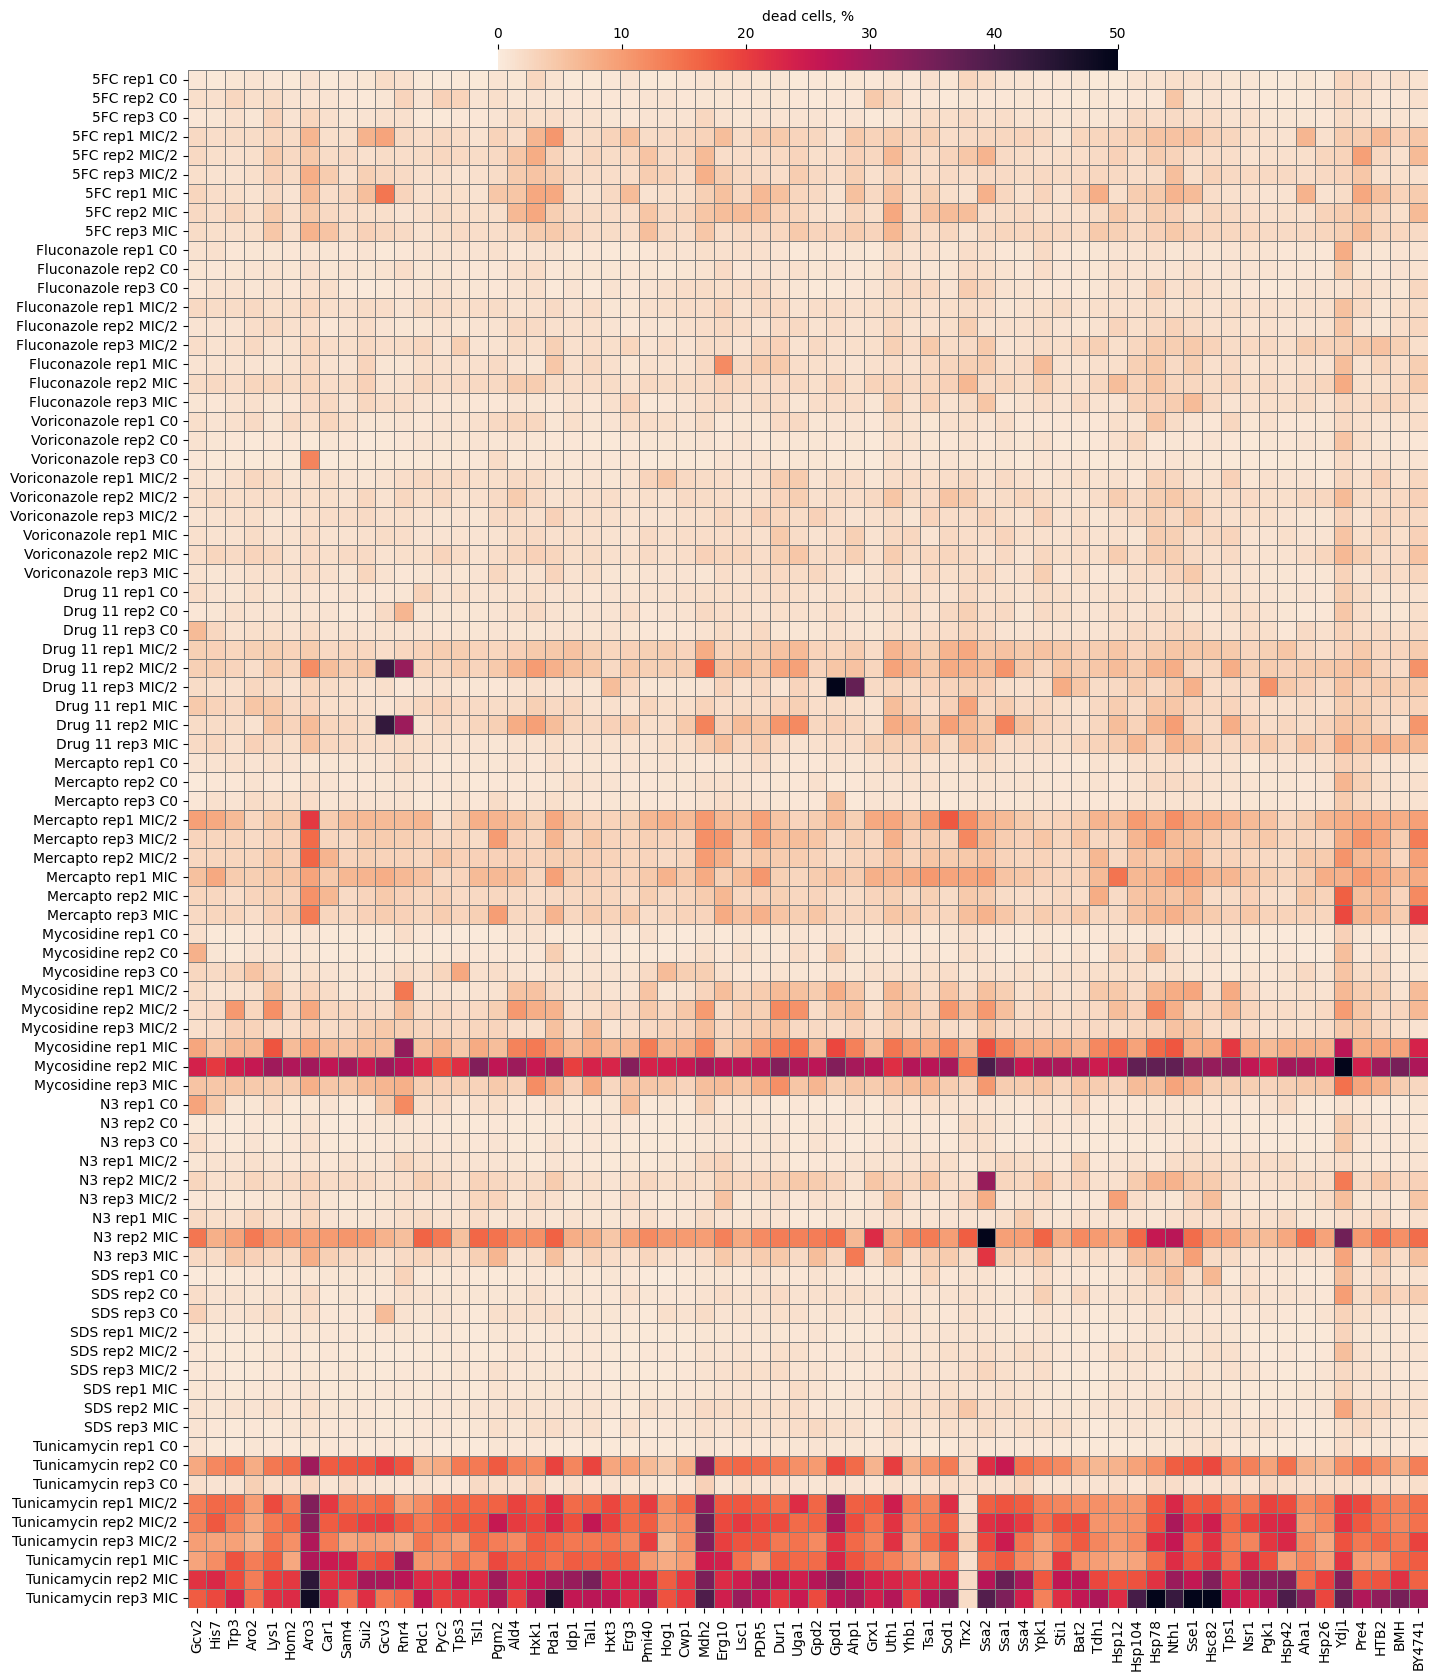 dead cells, %
0 10 20 30 40 50
5FC rep1 C0
5FC rep2 C0
5FC rep3 C0
5FC rep1 MIC/2
5FC rep2 MIC/2
5FC rep3 MIC/2
5FC rep1 MIC
5FC rep2 MIC
5FC rep3 MIC
Fluconazole rep1 C0
Fluconazole rep2 C0
Fluconazole rep3 C0
Fluconazole rep1 MIC/2
Fluconazole rep2 MIC/2
Fluconazole rep3 MIC/2
Fluconazole rep1 MIC
Fluconazole rep2 MIC
Fluconazole rep3 MIC
Voriconazole rep1 C0
Voriconazole rep2 C0
Voriconazole rep3 C0
Voriconazole rep1 MIC/2
Voriconazole rep2 MIC/2
Voriconazole rep3 MIC/2
Voriconazole rep1 MIC
Voriconazole rep2 MIC
Voriconazole rep3 MIC
Drug 11 rep1 C0
Drug 11 rep2 C0
Drug 11 rep3 C0
Drug 11 rep1 MIC/2
Drug 11 rep2 MIC/2
Drug 11 rep3 MIC/2
Drug 11 rep1 MIC
Drug 11 rep2 MIC
Drug 11 rep3 MIC
Mercapto rep1 C0
Mercapto rep2 C0
Mercapto rep3 C0
Mercapto rep1 MIC/2
Mercapto rep3 MIC/2
Mercapto rep2 MIC/2
Mercapto rep1 MIC
Mercapto rep2 MIC
Mercapto rep3 MIC
Mycosidine rep1 C0
Mycosidine rep2 C0
Mycosidine rep3 C0
Mycosidine rep1 MIC/2
Mycosidine rep2 MIC/2
Mycosidine rep3 MIC/2
Mycosidine rep1 MIC
Mycosidine rep2 MIC
Mycosidine rep3 MIC
N3 rep1 C0
N3 rep2 C0
N3 rep3 C0
N3 rep1 MIC/2
N3 rep2 MIC/2
N3 rep3 MIC/2
N3 rep1 MIC
N3 rep2 MIC
N3 rep3 MIC
SDS rep1 C0
SDS rep2 C0
SDS rep3 C0
SDS rep1 MIC/2
SDS rep2 MIC/2
SDS rep3 MIC/2
SDS rep1 MIC
SDS rep2 MIC
SDS rep3 MIC
Tunicamycin rep1 C0
Tunicamycin rep2 C0
Tunicamycin rep3 C0
Tunicamycin rep1 MIC/2
Tunicamycin rep2 MIC/2
Tunicamycin rep3 MIC/2
Tunicamycin rep1 MIC
Tunicamycin rep2 MIC
Tunicamycin rep3 MIC
Gcv2 His7 Trp3 Aro2 Lys1 Hom2 Aro3 Car1 Sam4 Sui2 Gcv3 Rnr4 Pdc1 Pyc2 Tps3 Tsl1 Pgm2 Ald4 Hxk1 Pda1 Idp1 Tal1 Hxt3 Erg3 Pmi40 Hog1 Cwp1 Mdh2 Erg10 Lsc1 PDR5 Dur1 Uga1 Gpd2 Gpd1 Ahp1 Grx1 Uth1 Yhb1 Tsa1 Sod1 Trx2 Ssa2 Ssa1 Ssa4 Ypk1 Sti1 Bat2 Tdh1 Hsp12 Hsp104 Hsp78 Nth1 Sse1 Hsc82 Tps1 Nsr1 Pgk1 Hsp42 Aha1 Hsp26 Ydj1 Pre4 HTB2 BMH BY4741